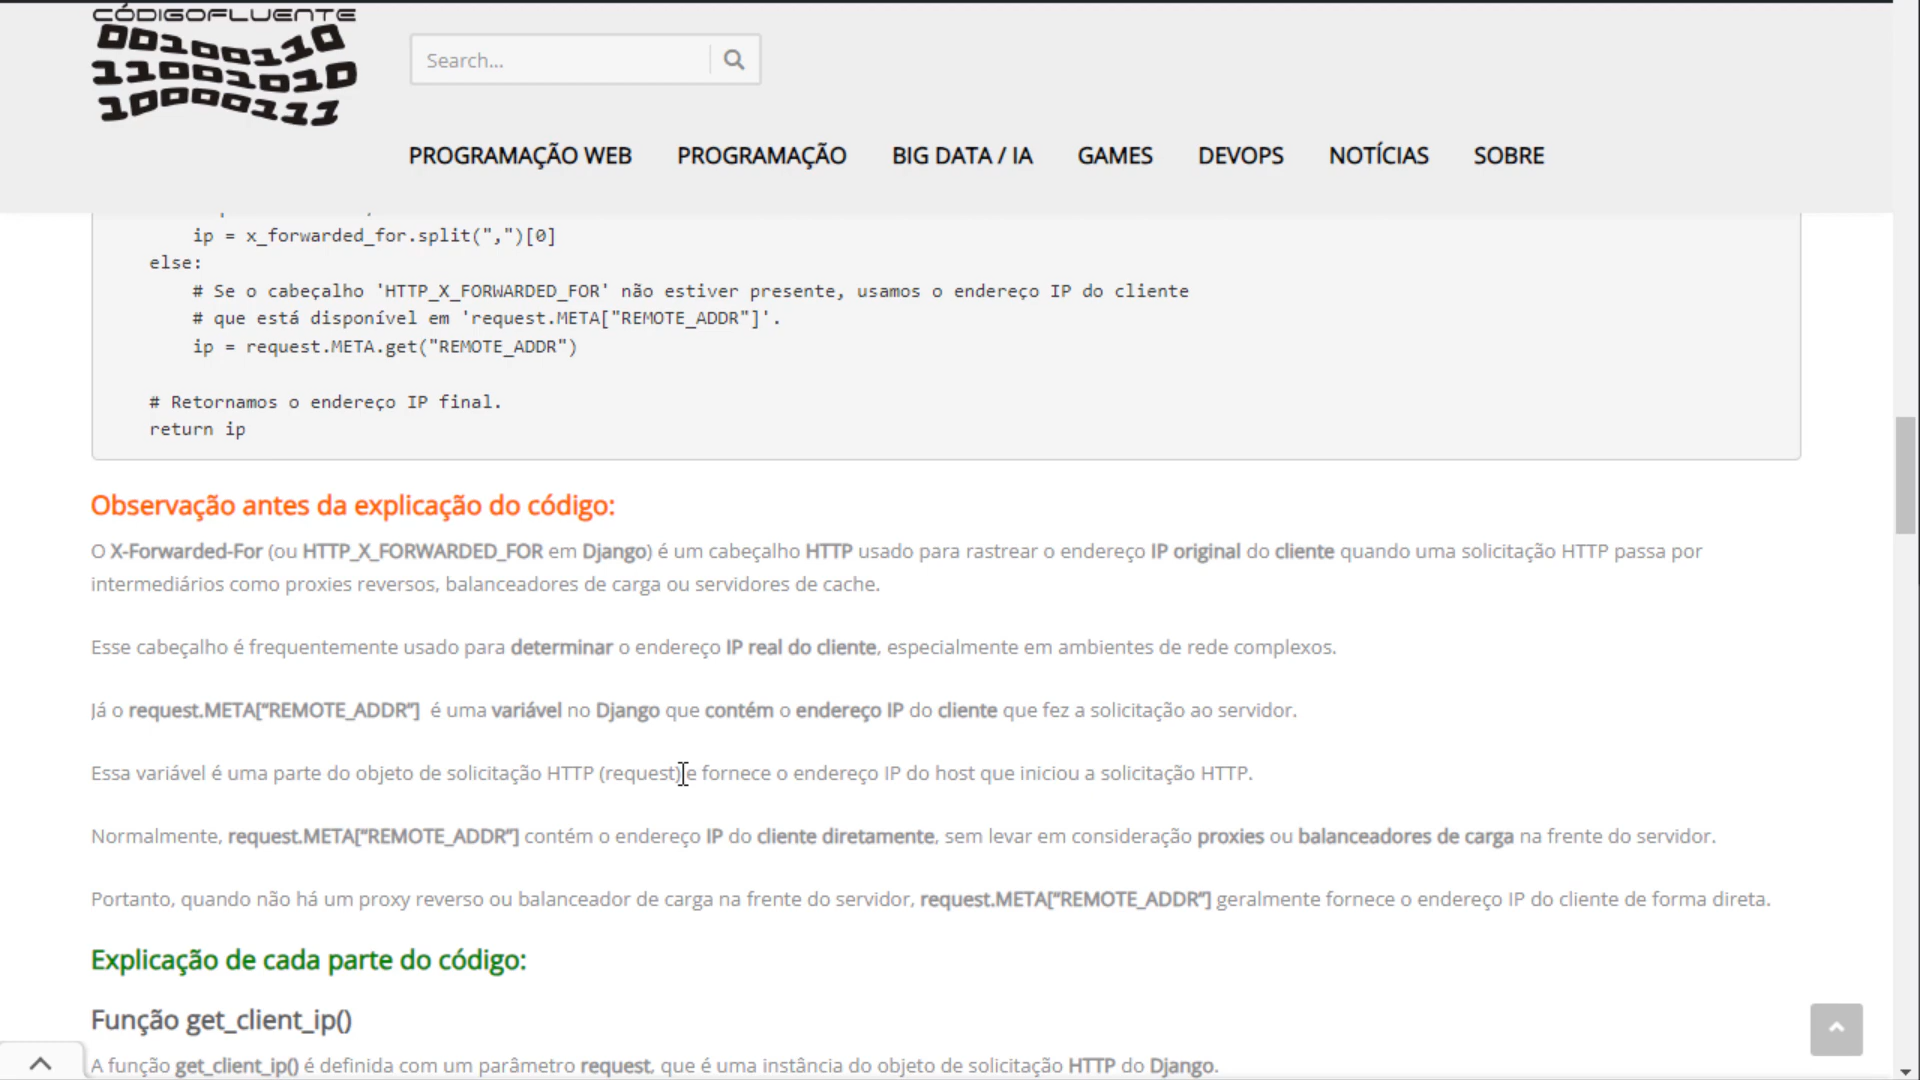 CÓDIGOFLUENTE
00100110
11001010
10000111
Search...
PROGRAMAÇÃO WEB PROGRAMAÇÃO BIG DATA / IA GAMES DEVOPS NOTÍCIAS SOBRE
ip = x_forwarded_for.split(",")[0]
else:
# Se o cabeçalho 'HTTP_X_FORWARDED_FOR' não estiver presente, usamos o endereço IP do cliente
# que está disponível em 'request.META["REMOTE_ADDR"]'.
ip = request.META.get("REMOTE_ADDR")
# Retornamos o endereço IP final.
return ip
Observação antes da explicação do código:
O X-Forwarded-For (ou HTTP_X_FORWARDED_FOR em Django) é um cabeçalho HTTP usado para rastrear o endereço IP original do cliente quando uma solicitação HTTP passa por
intermediários como proxies reversos, balanceadores de carga ou servidores de cache.
Esse cabeçalho é frequentemente usado para determinar o endereço IP real do cliente, especialmente em ambientes de rede complexos.
Já o request.META["REMOTE_ADDR"] é uma variável no Django que contém o endereço IP do cliente que fez a solicitação ao servidor.
Essa variável é uma parte do objeto de solicitação HTTP (request) e fornece o endereço IP do host que iniciou a solicitação HTTP.
Normalmente, request.META["REMOTE_ADDR"] contém o endereço IP do cliente diretamente, sem levar em consideração proxies ou balanceadores de carga na frente do servidor.
Portanto, quando não há um proxy reverso ou balanceador de carga na frente do servidor, request.META["REMOTE_ADDR"] geralmente fornece o endereço IP do cliente de forma direta.
Explicação de cada parte do código:
Função get_client_ip()
A função get_client_ip() é definida com um parâmetro request, que é uma instância do objeto de solicitação HTTP do Django.